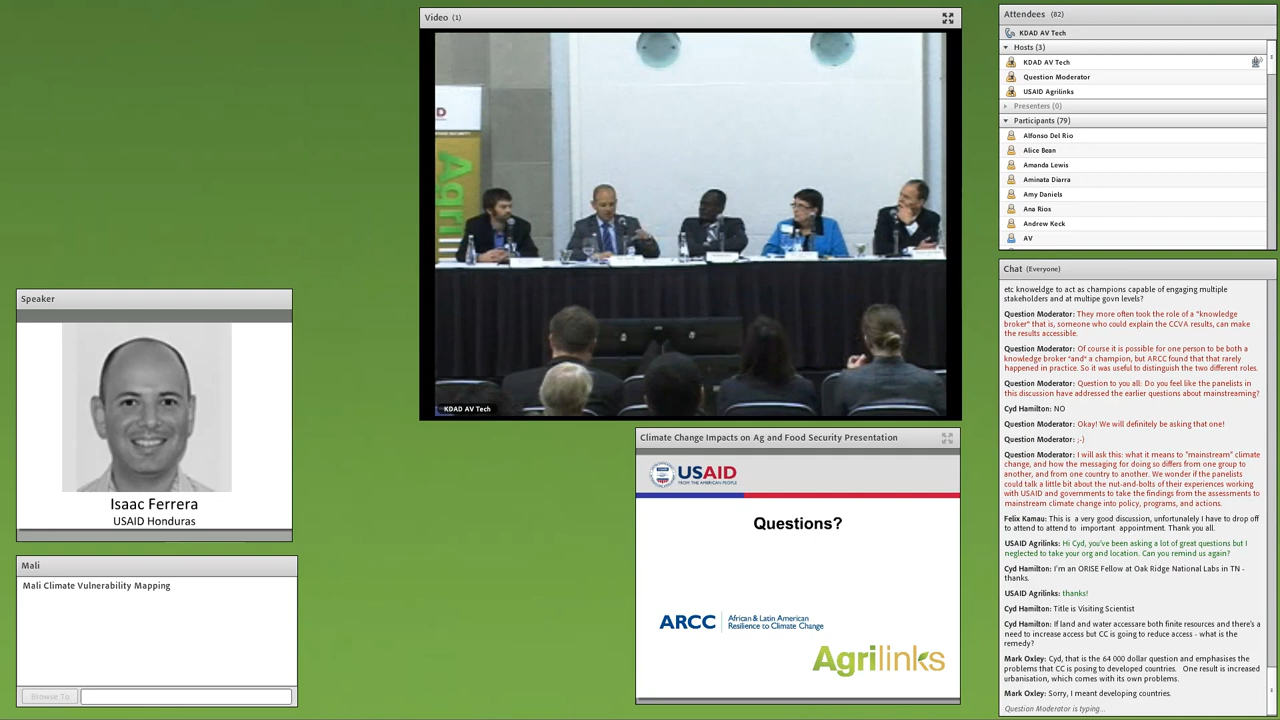 Video (1)
D
Agri
KDAD AV Tech
Speaker
Isaac Ferrera
USAID Honduras
Mali
Mali Climate Vulnerability Mapping
Browse To
Climate Change Impacts on Ag and Food Security Presentation
USAID
FROM THE AMERICAN PEOPLE
Questions?
ARCC African & Latin American
Resilience to Climate Change
Agrilinks
Attendees (82)
KDAD AV Tech
Hosts (3)
KDAD AV Tech
Question Moderator
USAID Agrilinks
Presenters (0)
Participants (79)
Alfonso Del Rio
Alice Bean
Amanda Lewis
Aminata Diarra
Amy Daniels
Ana Rios
Andrew Keck
AV
Chat (Everyone)
etc knoweldge to act as champions capable of engaging multiple
stakeholders and at multipe govn levels?
Question Moderator: They more often took the role of a "knowledge
broker" that is, someone who could explain the CCVA results, can make
the results accessible.
Question Moderator: Of course it is possible for one person to be both a
knowledge broker *and* a champion, but ARCC found that that rarely
happened in practice. So it was useful to distinguish the two different roles.
Question Moderator: Question to you all: Do you feel like the panelists in
this discussion have addressed the earlier questions about mainstreaming?
Cyd Hamilton: NO
Question Moderator: Okay! We will definitely be asking that one!
Question Moderator: ;-)
Question Moderator: I will ask this: what it means to "mainstream" climate
change, and how the messaging for doing so differs from one group to
another, and from one country to another. We wonder if the panelists
could talk a little bit about the nut-and-bolts of their experiences working
with USAID and governments to take the findings from the assessments to
mainstream climate change into policy, programs, and actions.
Felix Kamau: This is a very good discussion, unfortunately I have to drop off
to attend to attend to important appointment. Thank you all.
USAID Agrilinks: Hi Cyd, you've been asking a lot of great questions but I
neglected to take your org and location. Can you remind us again?
Cyd Hamilton: I'm an ORISE Fellow at Oak Ridge National Labs in TN -
thanks.
USAID Agrilinks: thanks!
Cyd Hamilton: Title is Visiting Scientist
Cyd Hamilton: If land and water accessare both finite resources and there's a
need to increase access but CC is going to reduce access - what is the
remedy?
Mark Oxley: Cyd, that is the 64 000 dollar question and emphasises the
problems that CC is posing to developed countries. One result is increased
urbanisation, which comes with its own problems.
Mark Oxley: Sorry, I meant developing countries.
Question Moderator is typing...